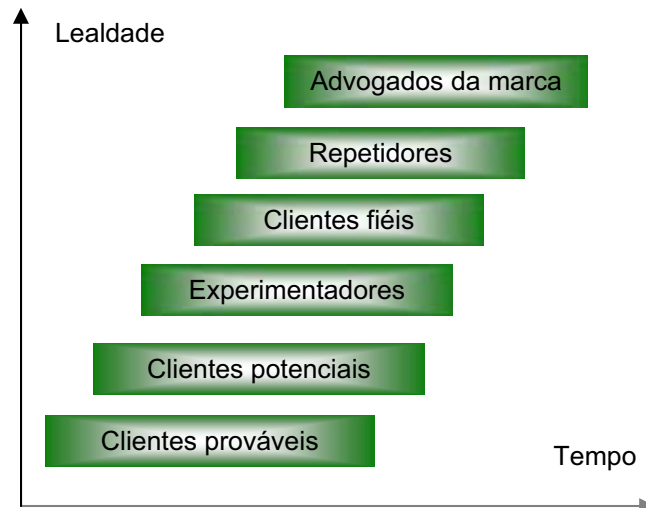 Lealdade
Advogados da marca
Repetidores
Clientes fiéis
Experimentadores
Clientes potenciais
Clientes prováveis
Tempo